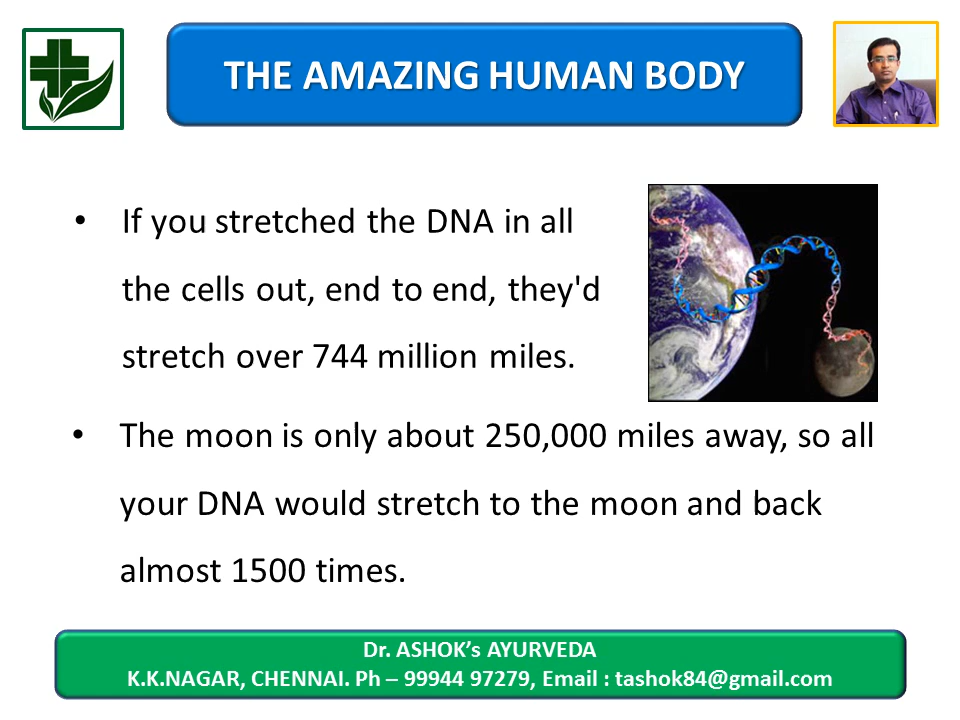 THE AMAZING HUMAN BODY
• If you stretched the DNA in all
the cells out, end to end, they'd
stretch over 744 million miles.
• The moon is only about 250,000 miles away, so all
your DNA would stretch to the moon and back
almost 1500 times.
Dr. ASHOK’s AYURVEDA
K.K.NAGAR, CHENNAI. Ph – 99944 97279, Email : tashok84@gmail.com